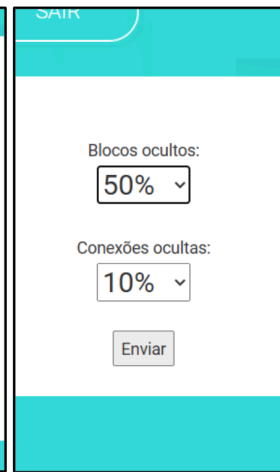 SAIR
Blocos ocultos:
50%
Conexões ocultas:
10%
Enviar